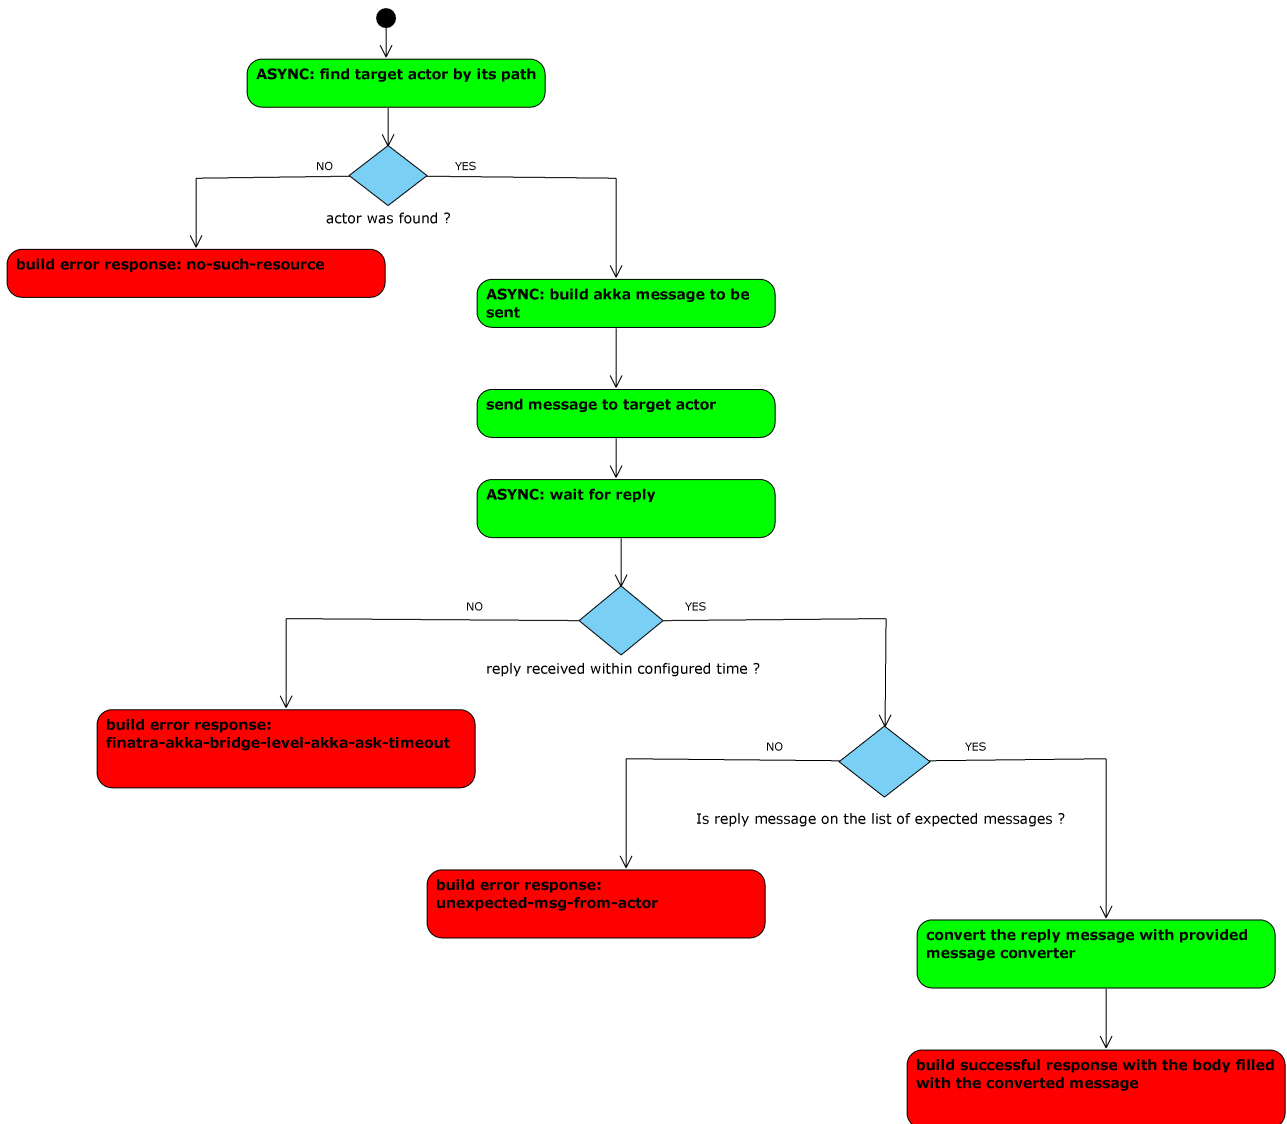 ASYNC: find target actor by its path
NO
YES
actor was found ?
build error response: no-such-resource
ASYNC: build akka message to be
sent
send message to target actor
ASYNC: wait for reply
NO
YES
reply received within configured time ?
build error response:
finatra-akka-bridge-level-akka-ask-timeout
NO
YES
Is reply message on the list of expected messages ?
build error response:
unexpected-msg-from-actor
convert the reply message with provided
message converter
build successful response with the body filled
with the converted message